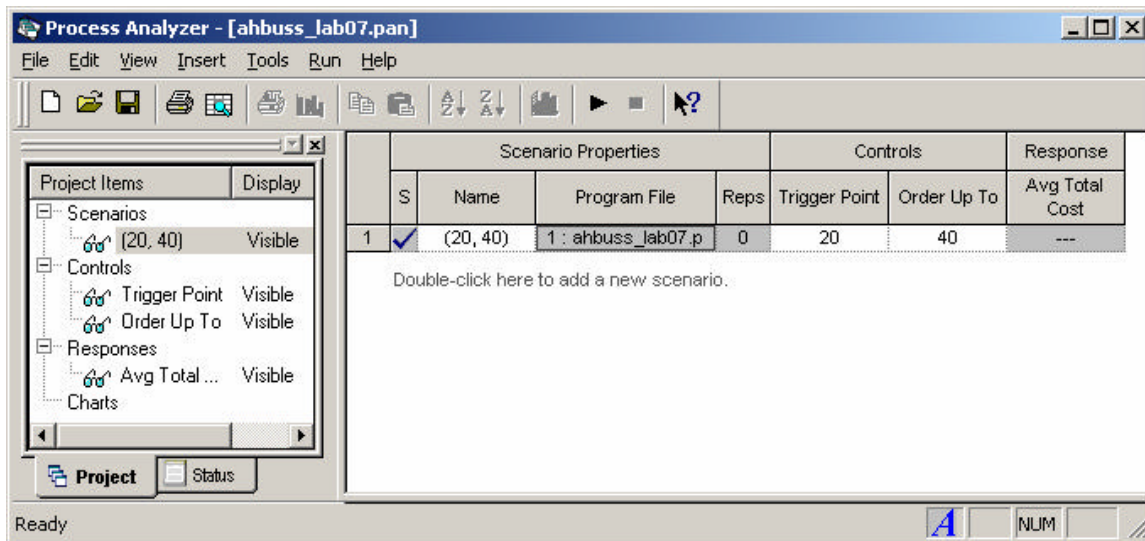 Process Analyzer - [ahbuss_lab07.pan]
File Edit View Insert Tools Run Help
Project Items Display
Scenarios
(20, 40) Visible
Controls
Trigger Point Visible
Order Up To Visible
Responses
Avg Total ... Visible
Charts
Project Status
Scenario Properties Controls Response
S Name Program File Reps Trigger Point Order Up To Avg Total Cost
1 (20, 40) 1 : ahbuss_lab07.p 0 20 40 ---
Double-click here to add a new scenario.
Ready A NUM